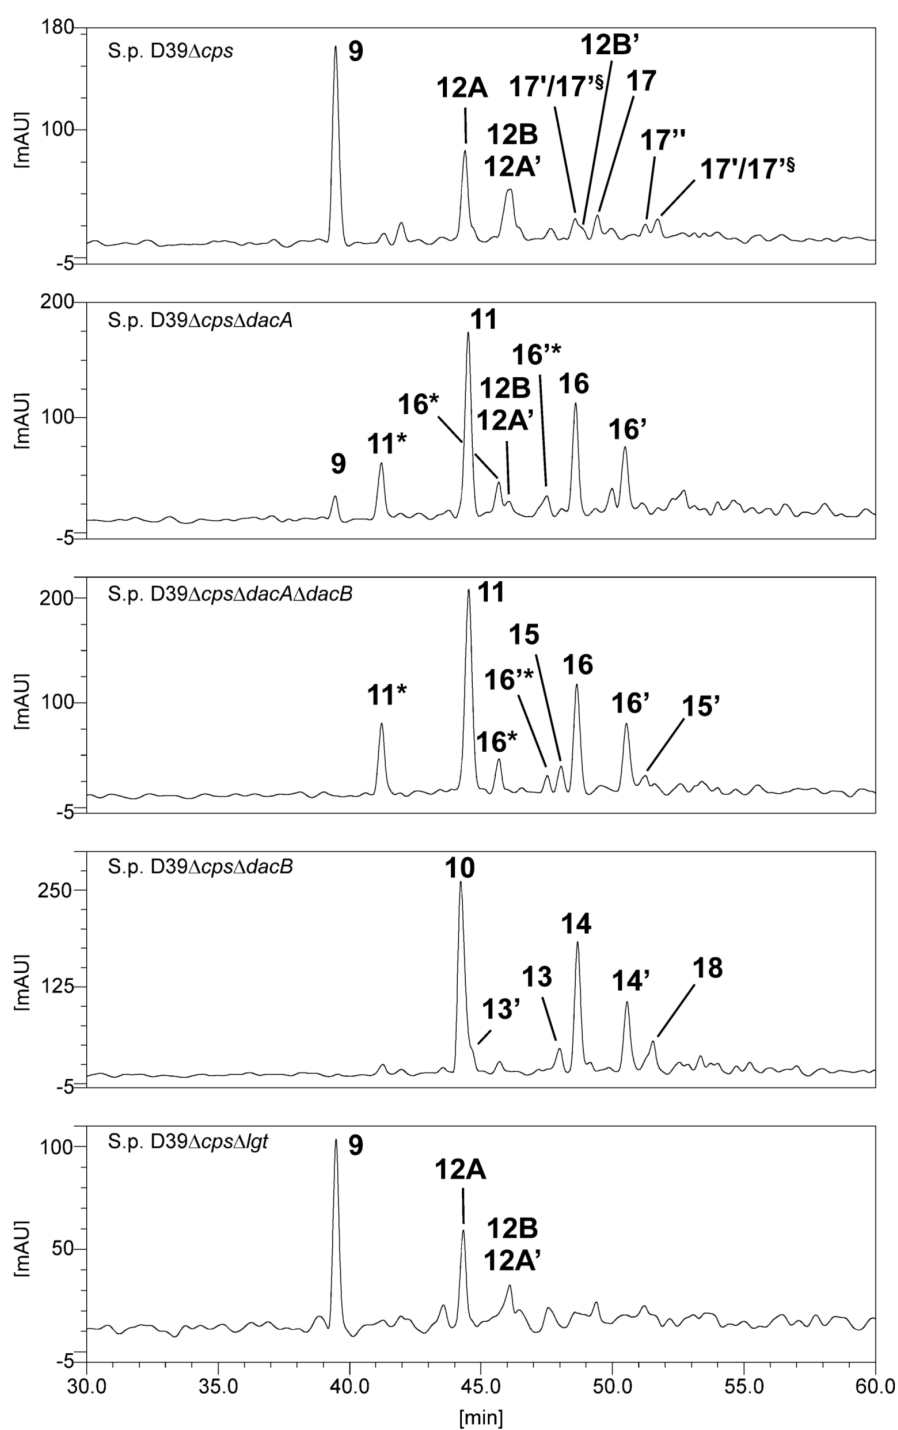 180
S.p. D39Δcps
9
12B’
12A
17'/17’§
17
12B
12A’
17’'
17'/17’§
100
[mAU]
-5
200
S.p. D39ΔcpsΔdacA
11
16’*
16
12B
12A’
16*
11*
16’
9
100
[mAU]
-5
S.p. D39ΔcpsΔdacAΔdacB
200
11
15
16
16’*
11*
16’
15’
16*
100
[mAU]
-5
S.p. D39ΔcpsΔdacB
10
250
14
13
14’
18
13’
125
[mAU]
-5
S.p. D39ΔcpsΔlgt
100
9
12A
12B
12A’
50
[mAU]
-5
30.0 35.0 40.0 45.0 50.0 55.0 60.0
[min]